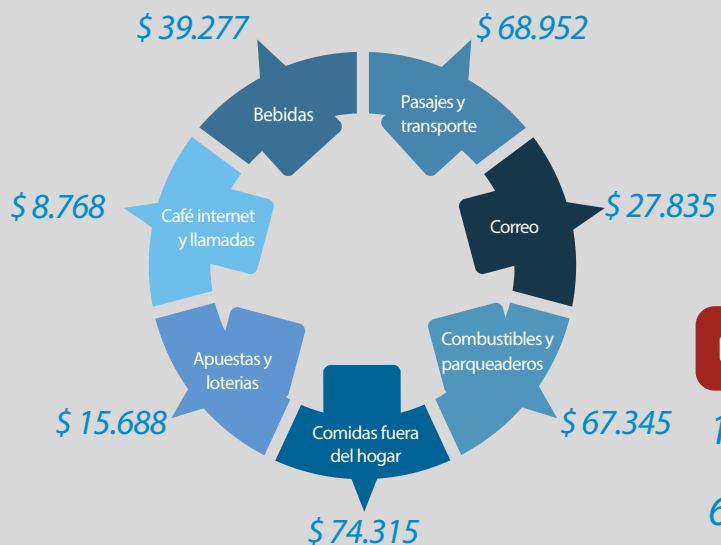 $ 39.277
$ 68.952
Bebidas
Pasajes y
transporte
$ 8.768
Café internet
y llamadas
Correo
$ 27.835
Apuestas y
loterias
Combustibles y
parqueaderos
$ 15.688
Comidas fuera
del hogar
$ 67.345
$ 74.315